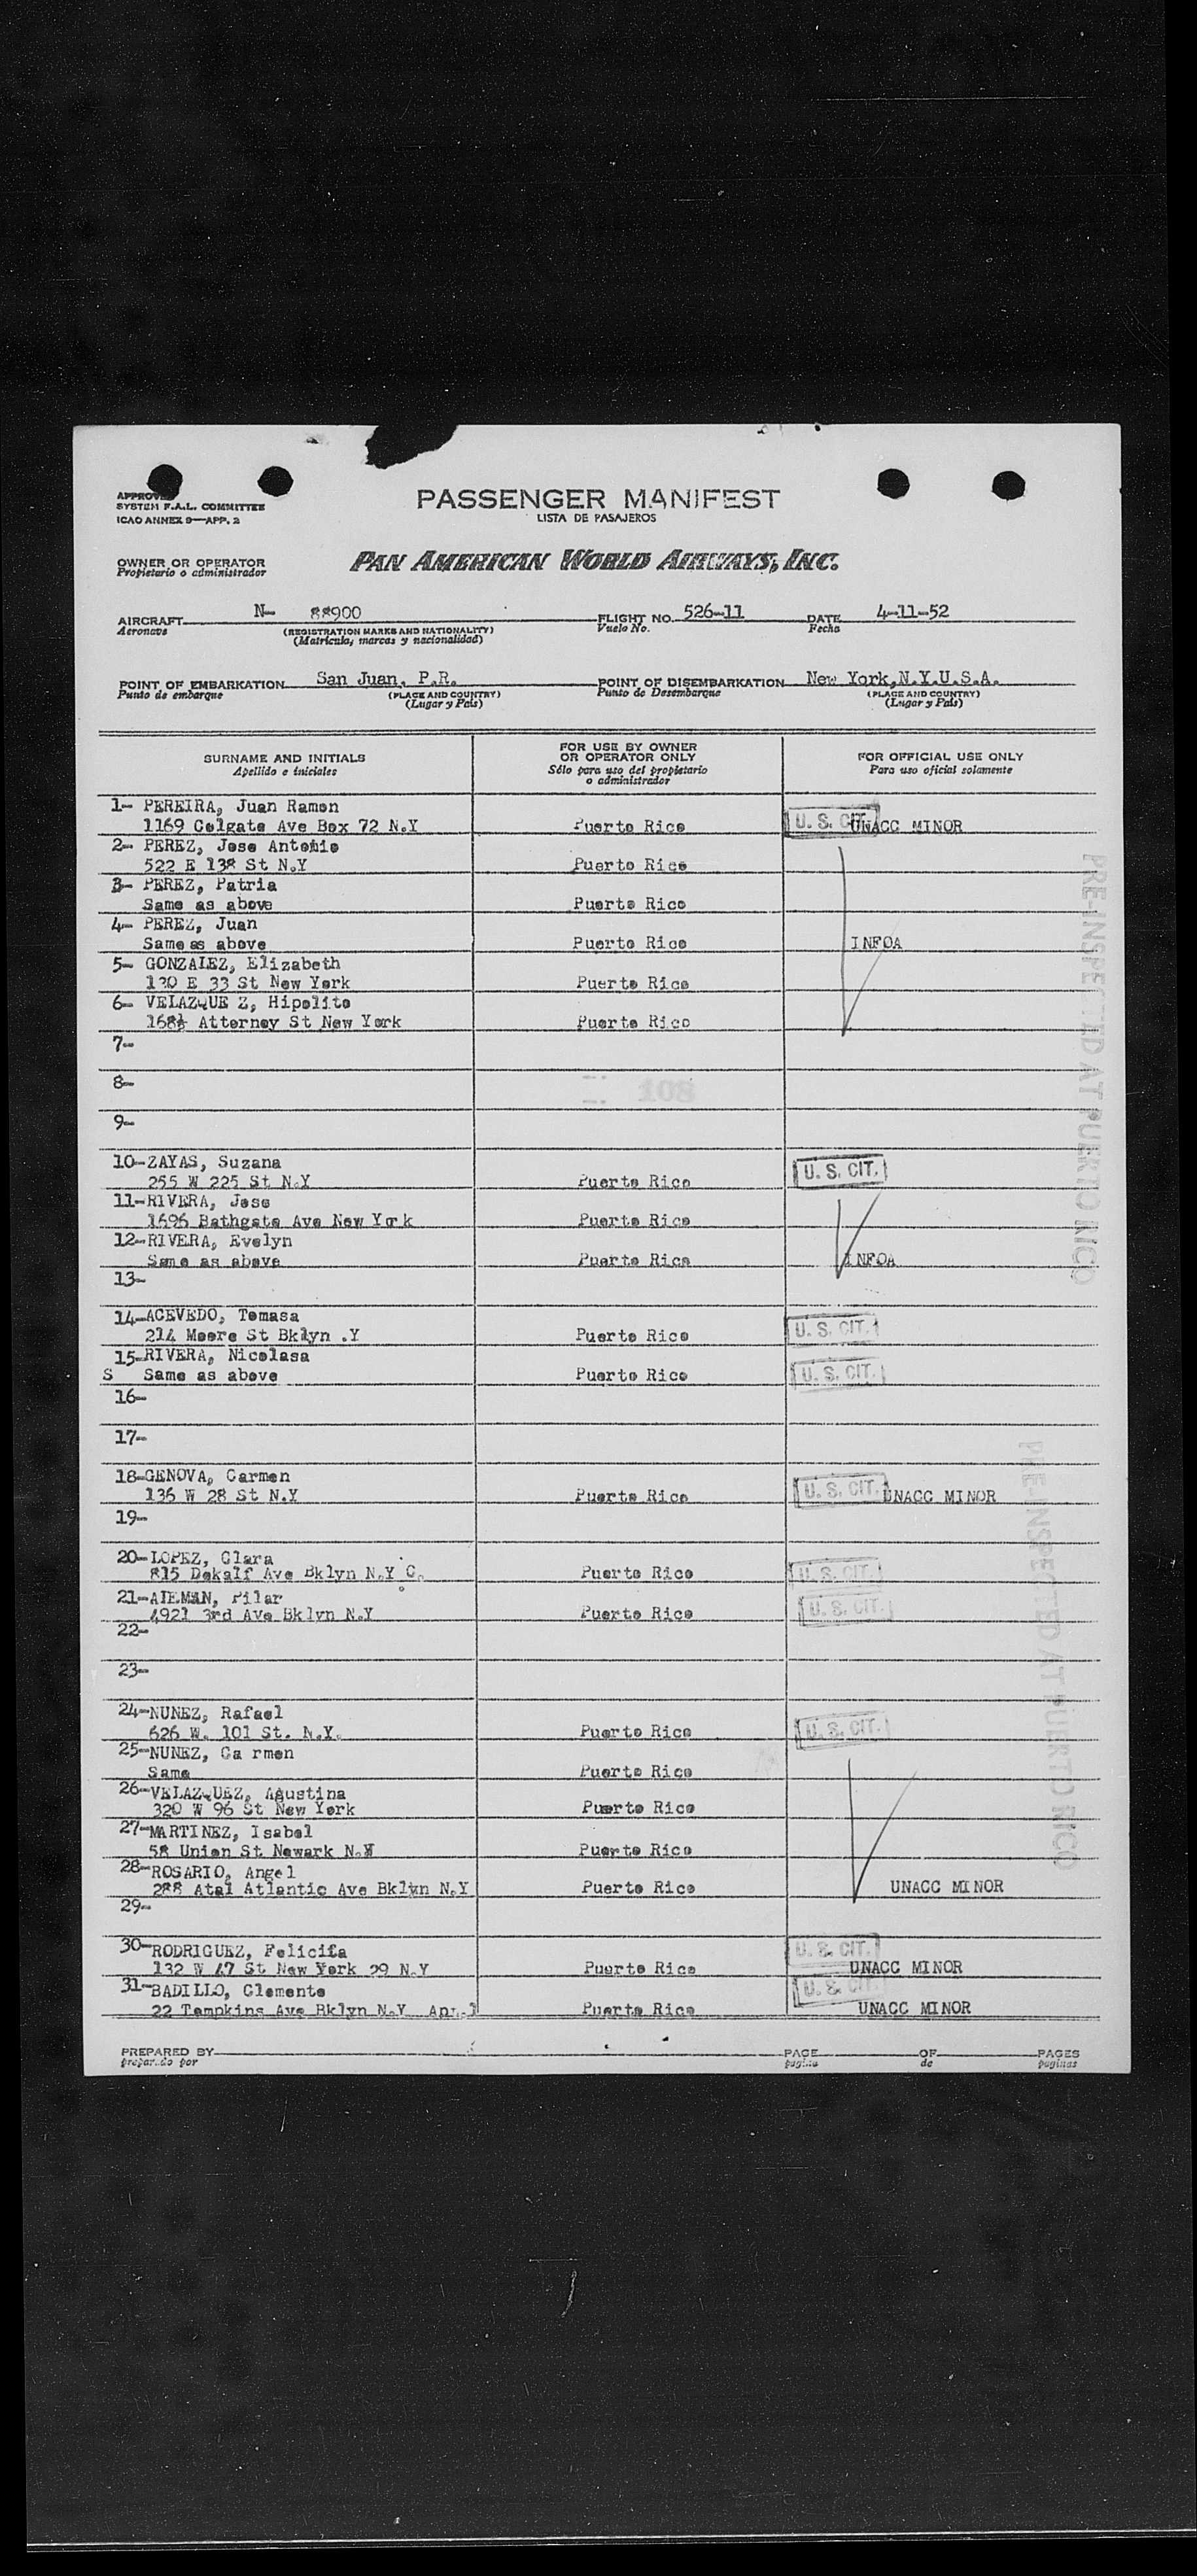 APPROVED
SYSTEM F.A.L. COMMITTEE
ICAO ANNEX 9—APP. 2
PASSENGER MANIFEST
LISTA DE PASAJEROS
OWNER OR OPERATOR
Propietario o administrador
PAN AMERICAN WORLD AIRWAYS, INC.
AIRCRAFT N- 88900 FLIGHT NO. 526-11 DATE 4-11-52
Aeronave (REGISTRATION MARKS AND NATIONALITY) Vuelo No. Fecha
(Matrícula, marcas y nacionalidad)
POINT OF EMBARKATION San Juan, P.R. POINT OF DISEMBARKATION New York,N.Y.U.S.A.
Punto de embarque (PLACE AND COUNTRY) Punto de Desembarque (PLACE AND COUNTRY)
(Lugar y País) (Lugar y País)
SURNAME AND INITIALS FOR USE BY OWNER OR OPERATOR ONLY FOR OFFICIAL USE ONLY
Apellido e iniciales Sólo para uso del propietario o administrador Para uso oficial solamente
1- PEREIRA, Juan Ramon
1169 Colgate Ave Box 72 N.Y Puerto Rico U. S. CIT. UNACC MINOR
2- PEREZ, Jose Antonio
522 E 138 St N.Y Puerto Rico
3- PEREZ, Patria
Same as above Puerto Rico
4- PEREZ, Juan
Same as above Puerto Rico INFOA
5- GONZALEZ, Elizabeth
130 E 33 St New York Puerto Rico
6- VELAZQUE Z, Hipolito
168½ Attorney St New York Puerto Rico
7-
8-
108
9-
10-ZAYAS, Suzana
255 W 225 St N.Y Puerto Rico U. S. CIT.
11-RIVERA, Jose
1696 Bathgate Ave New York Puerto Rico
12-RIVERA, Evelyn
Same as above Puerto Rico INFOA
13-
14-ACEVEDO, Tomasa
214 Moore St Bklyn .Y Puerto Rico U. S. CIT.
15-RIVERA, Nicolasa
S Same as above Puerto Rico U. S. CIT.
16-
17-
18-GENOVA, Carmen
136 W 28 St N.Y Puerto Rico U. S. CIT. UNACC MINOR
19-
20-LOPEZ, Clara
815 Dekalf Ave Bklyn N.Y C. Puerto Rico U. S. CIT.
21-AIEMAN, Pilar
4921 3rd Ave Bklyn N.Y Puerto Rico U. S. CIT.
22-
23-
24-NUNEZ, Rafael
626 W. 101 St. N.Y. Puerto Rico U. S. CIT.
25-NUNEZ, Ca rmen
Same Puerto Rico
26-VELAZQUEZ, Agustina
320 W 96 St New York Puerto Rico
27-MARTINEZ, Isabel
58 Union St Newark Puerto Rico
28-ROSARIO, Angel
288 Atal Atlantic Ave Bklyn N.Y Puerto Rico UNACC MINOR
29-
30-RODRIGUEZ, Felicita U. S. CIT.
132 W 47 St New York 29 N.Y Puerto Rico UNACC MINOR
31-BADILLO, Clemente U. S. CIT.
22 Tompkins Ave Bklyn N.Y Puerto Rico UNACC MINOR
PREPARED BY PAGE OF PAGES
preparado por pagina de paginas
PRE-INSPECTED AT PUERTO RICO
PRE-INSPECTED AT PUERTO RICO